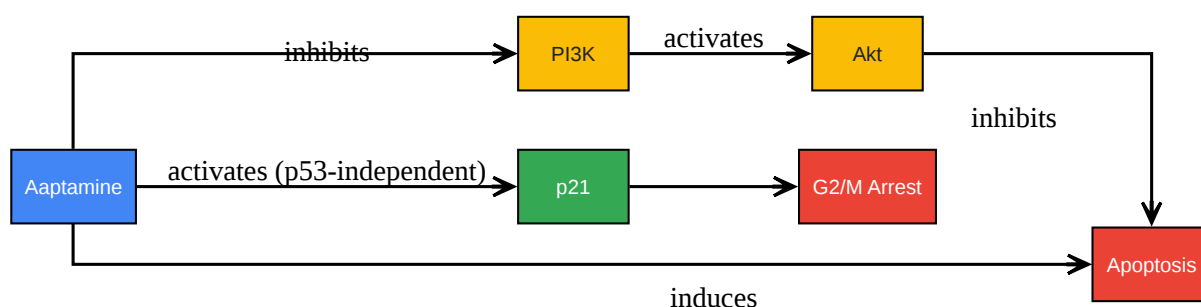 inhibits
PI3K
activates
Akt
inhibits
Aaptamine
activates (p53-independent)
p21
G2/M Arrest
Apoptosis
induces